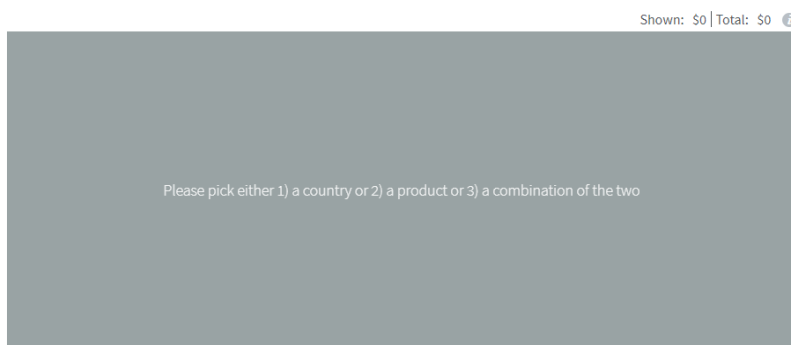 Shown: $0 | Total: $0
Please pick either 1) a country or 2) a product or 3) a combination of the two